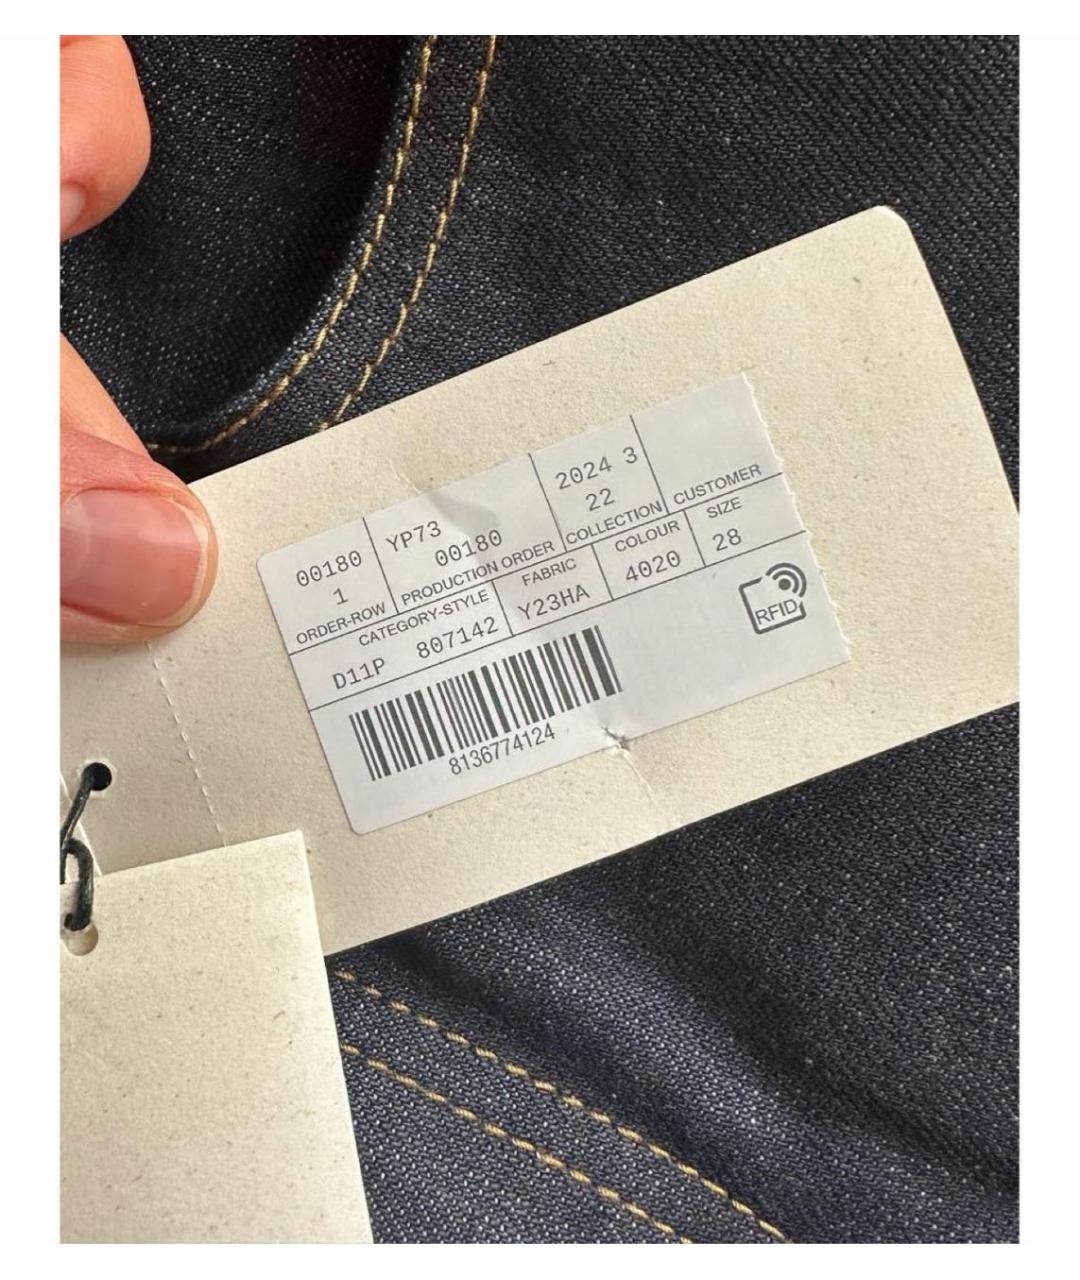 00180
1
ORDER-ROW
YP73
00180
PRODUCTION ORDER
2024 3
22
COLLECTION
CUSTOMER
CATEGORY-STYLE
D11P 807142
FABRIC
Y23HA
COLOUR
4020
SIZE
28
RFID
8136774124